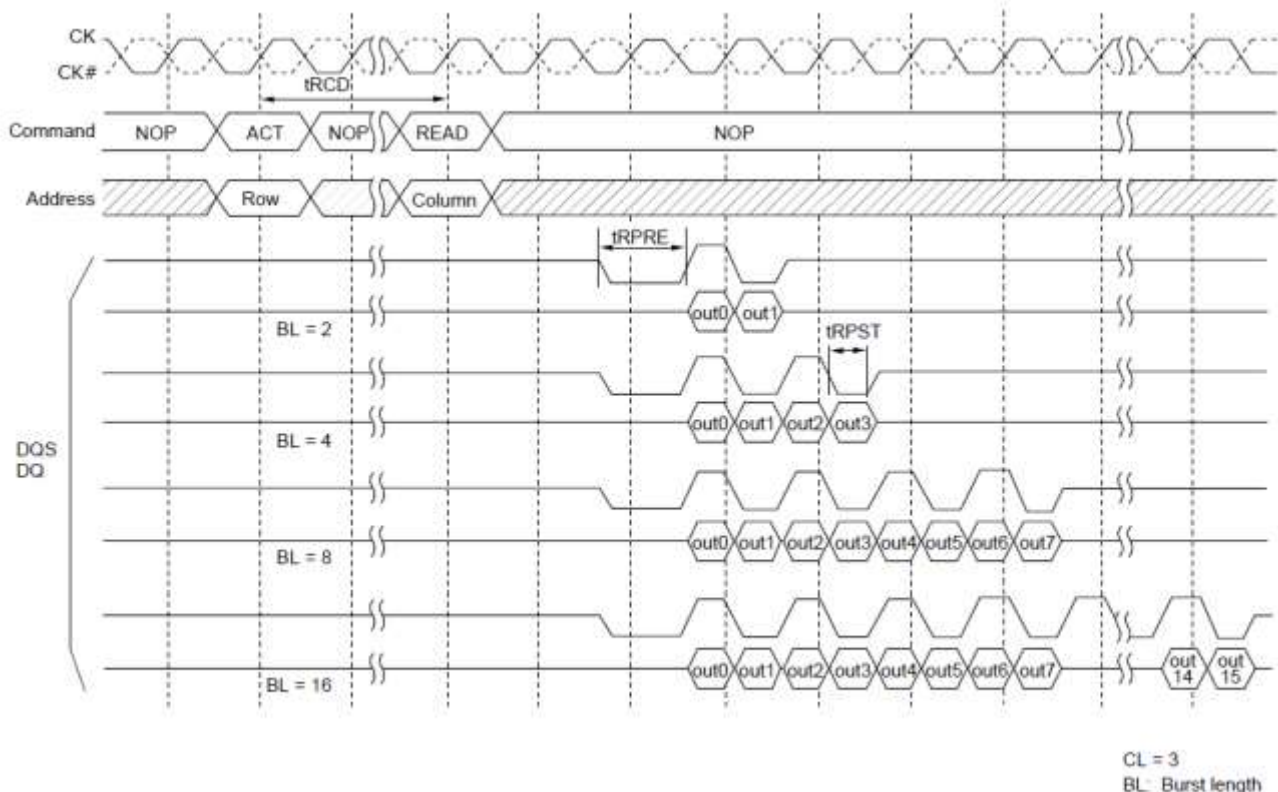 CK
CK#
tRCD
Command NOP ACT NOP READ NOP
Address Row Column
tRPRE
out0 out1
BL = 2
tRPST
out0 out1 out2 out3
BL = 4
DQS
DQ
out0 out1 out2 out3 out4 out5 out6 out7
BL = 8
out0 out1 out2 out3 out4 out5 out6 out7 out 14 out 15
BL = 16
CL = 3
BL: Burst length